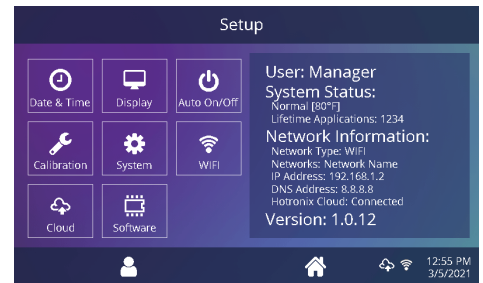 Setup
Date & Time
Display
Auto On/Off
Calibration
System
WIFI
Cloud
Software
User: Manager
System Status:
Normal [80°F]
Lifetime Applications: 1234
Network Information:
Network Type: WIFI
Networks: Network Name
IP Address: 192.168.1.2
DNS Address: 8.8.8.8
Hotronix Cloud: Connected
Version: 1.0.12
12:55 PM
3/5/2021